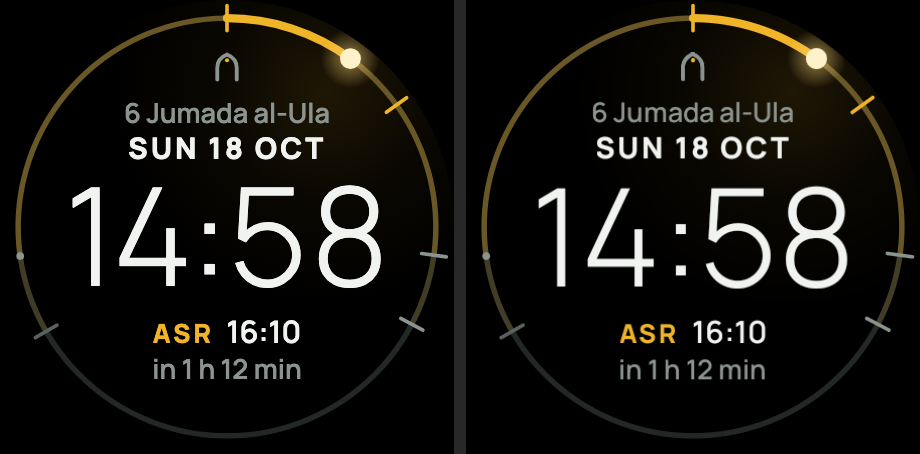 6 Jumada al-Ula
SUN 18 OCT
14:58
ASR 16:10
in 1 h 12 min
6 Jumada al-Ula
SUN 18 OCT
14:58
ASR 16:10
in 1 h 12 min